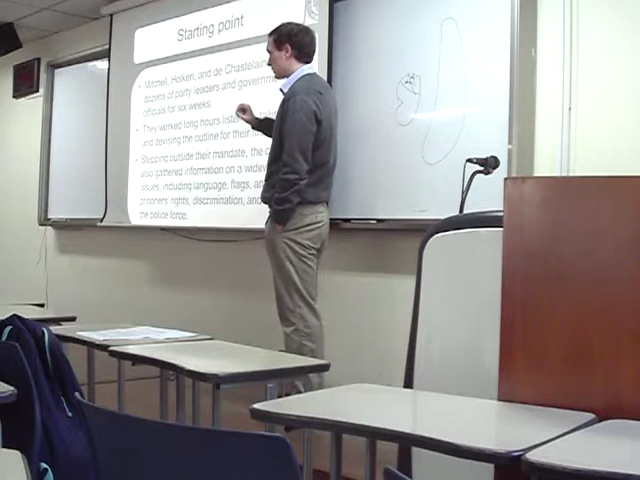 Starting point
• Mitchell, Holkeri, and de Chastelain
dozens of party leaders and governme
officials for six weeks.
• They worked long hours liste
and devising the outline for their
• Stepping outside their mandate, the c
also gathered information on a wide
issues, including language, flags, a
prisoners' rights, discrimination, and
the police force.